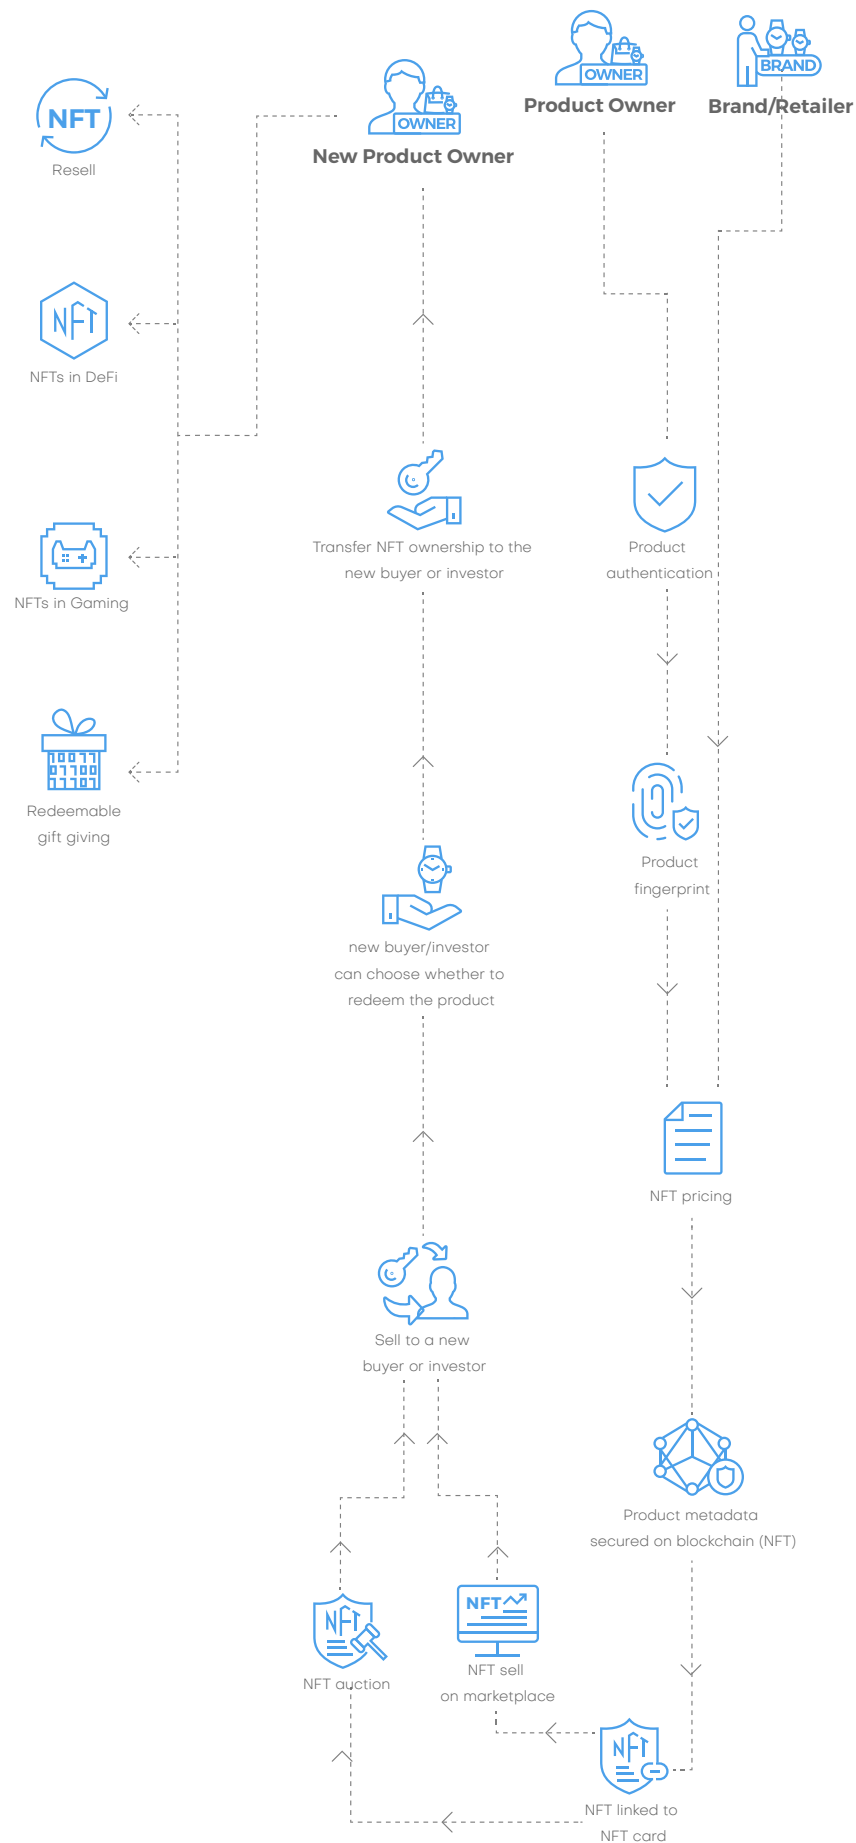 OWNER
Product Owner
BRAND
Brand/Retailer
OWNER
New Product Owner
NFT
Resell
NFT
NFTs in DeFi
NFTs in Gaming
Redeemable
gift giving
Transfer NFT ownership to the
new buyer or investor
Product
authentication
Product
fingerprint
new buyer/investor
can choose whether to
redeem the product
NFT pricing
Sell to a new
buyer or investor
Product metadata
secured on blockchain (NFT)
NFT
NFT auction
NFT
NFT sell
on marketplace
NFT
NFT linked to
NFT card